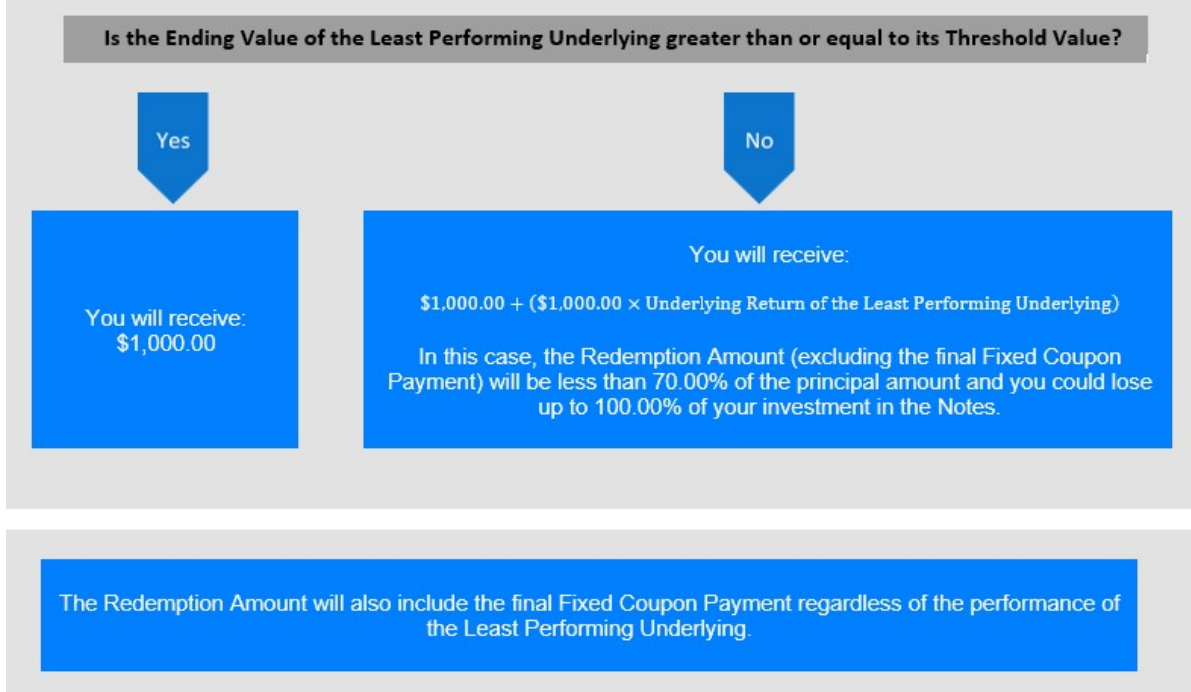 Is the Ending Value of the Least Performing Underlying greater than or equal to its Threshold Value?
Yes
No
You will receive:
$1,000.00
You will receive:
$1,000.00 + ($1,000.00 × Underlying Return of the Least Performing Underlying)
In this case, the Redemption Amount (excluding the final Fixed Coupon
Payment) will be less than 70.00% of the principal amount and you could lose
up to 100.00% of your investment in the Notes.
The Redemption Amount will also include the final Fixed Coupon Payment regardless of the performance of
the Least Performing Underlying.